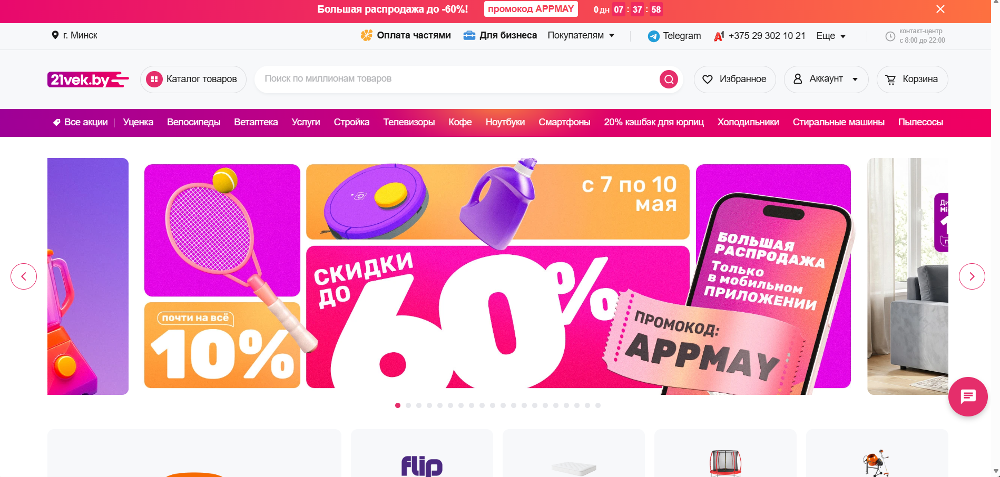 Большая распродажа до -60%! промокод APPMAY 0 дн 07 : 37 : 58
г. Минск Оплата частями Для бизнеса Покупателям Telegram +375 29 302 10 21 Еще контакт-центр
с 8:00 до 22:00
21vek.by Каталог товаров Поиск по миллионам товаров Избранное Аккаунт Корзина
Все акции Уценка Велосипеды Ветаптека Услуги Стройка Телевизоры Кофе Ноутбуки Смартфоны 20% кэшбэк для юрлиц Холодильники Стиральные машины Пылесосы
с 7 по 10
мая
СКИДКИ
ДО
60%
почти на всё
10%
БОЛЬШАЯ
РАСПРОДАЖА
Только
в мобильном
ПРИЛОЖЕНИИ
ПРОМОКОД:
APPMAY
flip